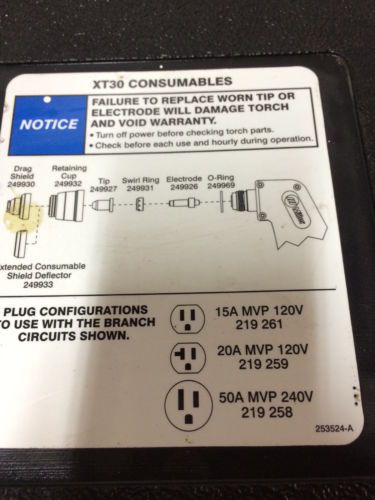 XT30 CONSUMABLES
NOTICE
FAILURE TO REPLACE WORN TIP OR
ELECTRODE WILL DAMAGE TORCH
AND VOID WARRANTY.
• Turn off power before checking torch parts.
• Check before each use and hourly during operation.
Drag
Shield
249930
Retaining
Cup
249932
Tip
249927
Swirl Ring
249931
Electrode
249926
O-Ring
249969
Extended Consumable
Shield Deflector
249933
PLUG CONFIGURATIONS
TO USE WITH THE BRANCH
CIRCUITS SHOWN.
15A MVP 120V
219 261
20A MVP 120V
219 259
50A MVP 240V
219 258
253524-A